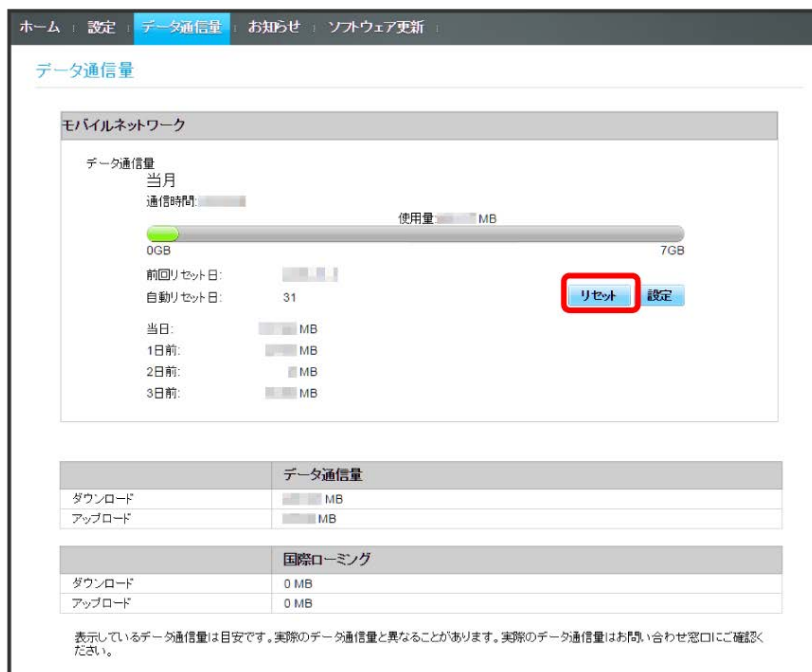 ホーム 設定 データ通信量 お知らせ ソフトウェア更新
データ通信量
モバイルネットワーク
データ通信量
当月
通信時間:
使用量: MB
0GB 7GB
前回リセット日:
自動リセット日: 31
リセット 設定
当日: MB
1日前: MB
2日前: MB
3日前: MB
データ通信量
ダウンロード MB
アップロード MB
国際ローミング
ダウンロード 0 MB
アップロード 0 MB
表示しているデータ通信量は目安です。実際のデータ通信量と異なることがあります。実際のデータ通信量はお問い合わせ窓口にご確認く
ださい。